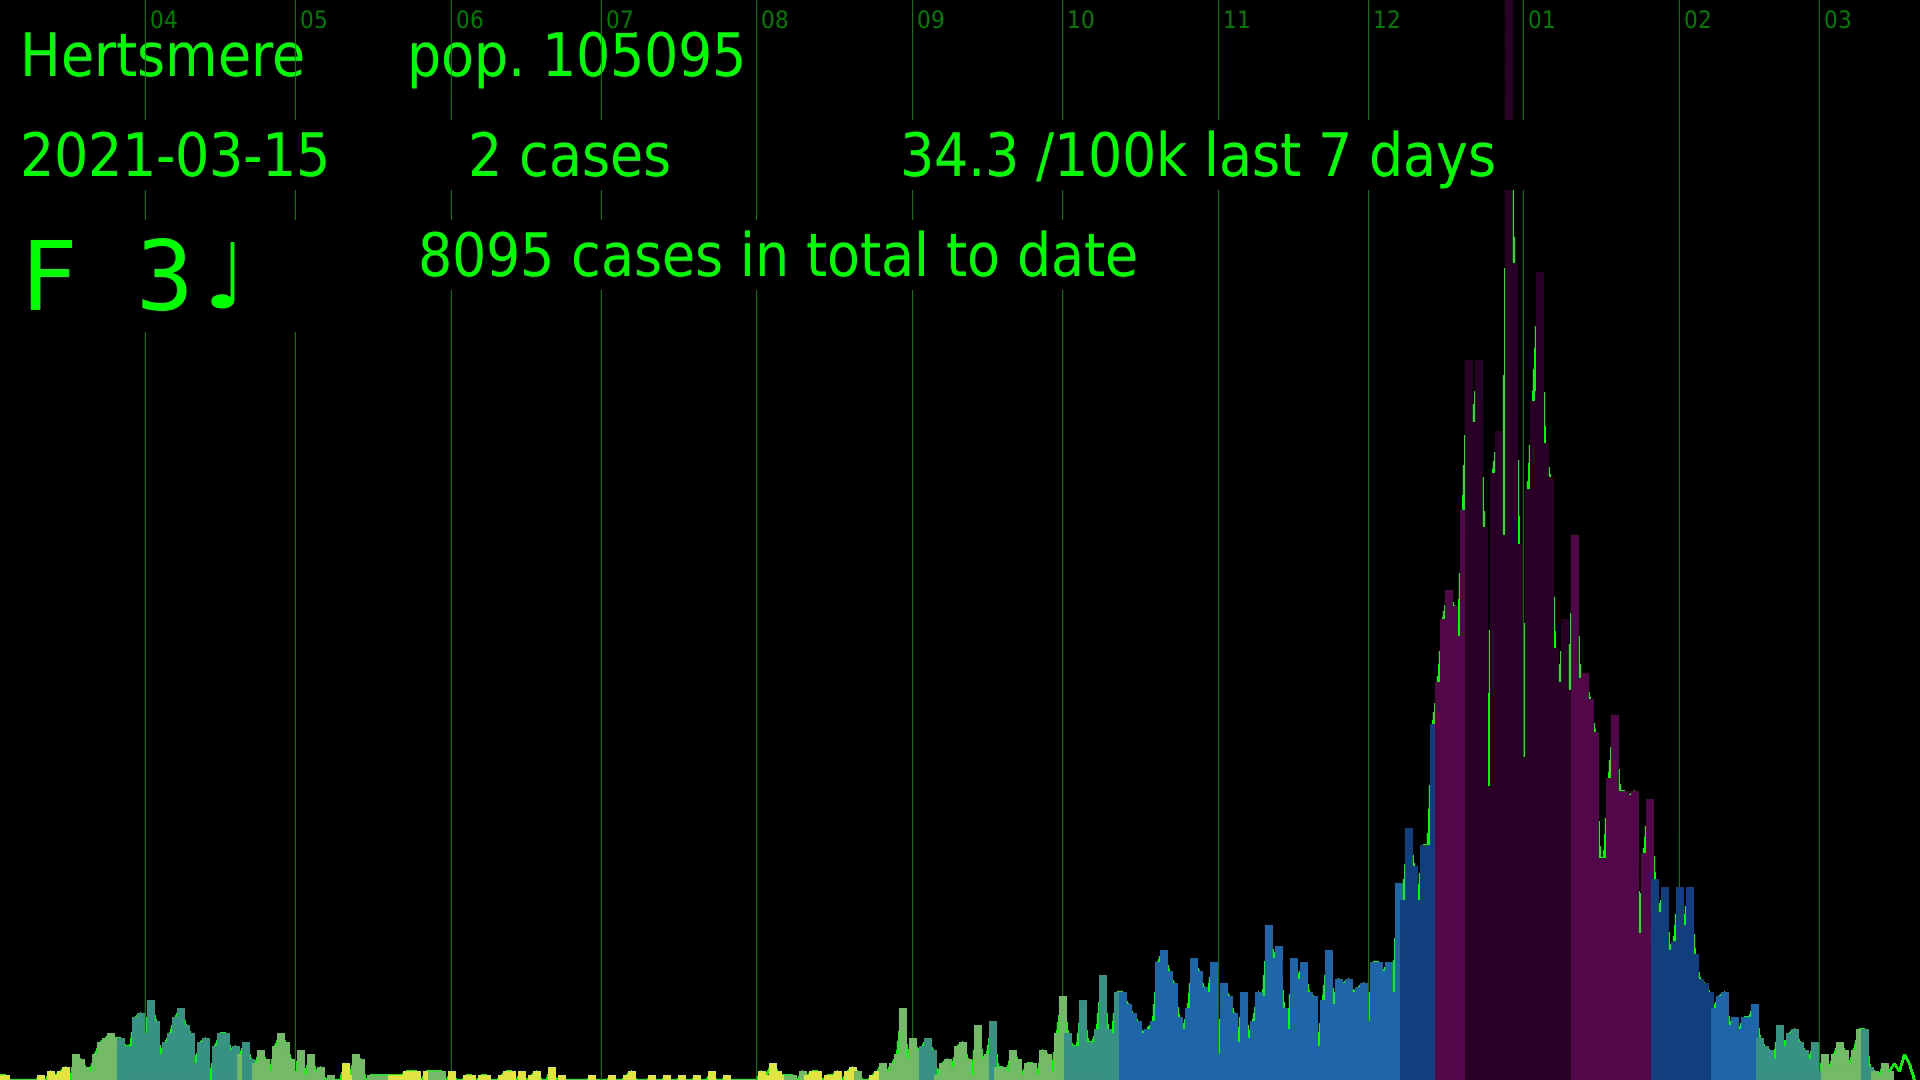 04 05 06 07 08 09 10 11 12 01 02 03
Hertsmere pop. 105095
2021-03-15 2 cases 34.3 /100k last 7 days
F 3♩ 8095 cases in total to date